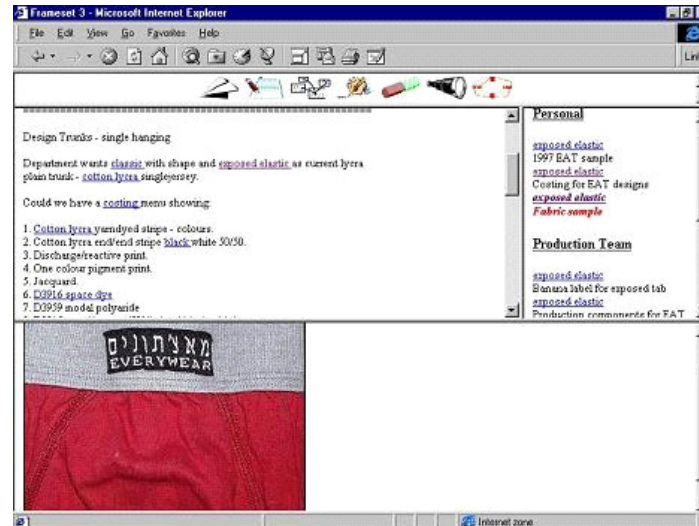 Frameset 3 - Microsoft Internet Explorer
File Edit View Go Favorites Help
Design Trunks - single hanging
Department wants classic with shape and exposed elastic as current lycra
plain trunk - cotton lycra singlejersey.
Could we have a costing menu showing:
1. Cotton lycra yarndyed stripe - colours.
2. Cotton lycra end/end stripe black white 50/50.
3. Discharge/reactive print.
4. One colour pigment print.
5. Jacquard.
6. D3916 space dye
7. D3959 modal polyamide
Personal
exposed elastic
1997 EAT sample
exposed elastic
Costing for EAT designs
exposed elastic
Fabric sample
Production Team
exposed elastic
Banana label for exposed tab
exposed elastic
Production components for EAT
EVERYWEAR
Internet zone